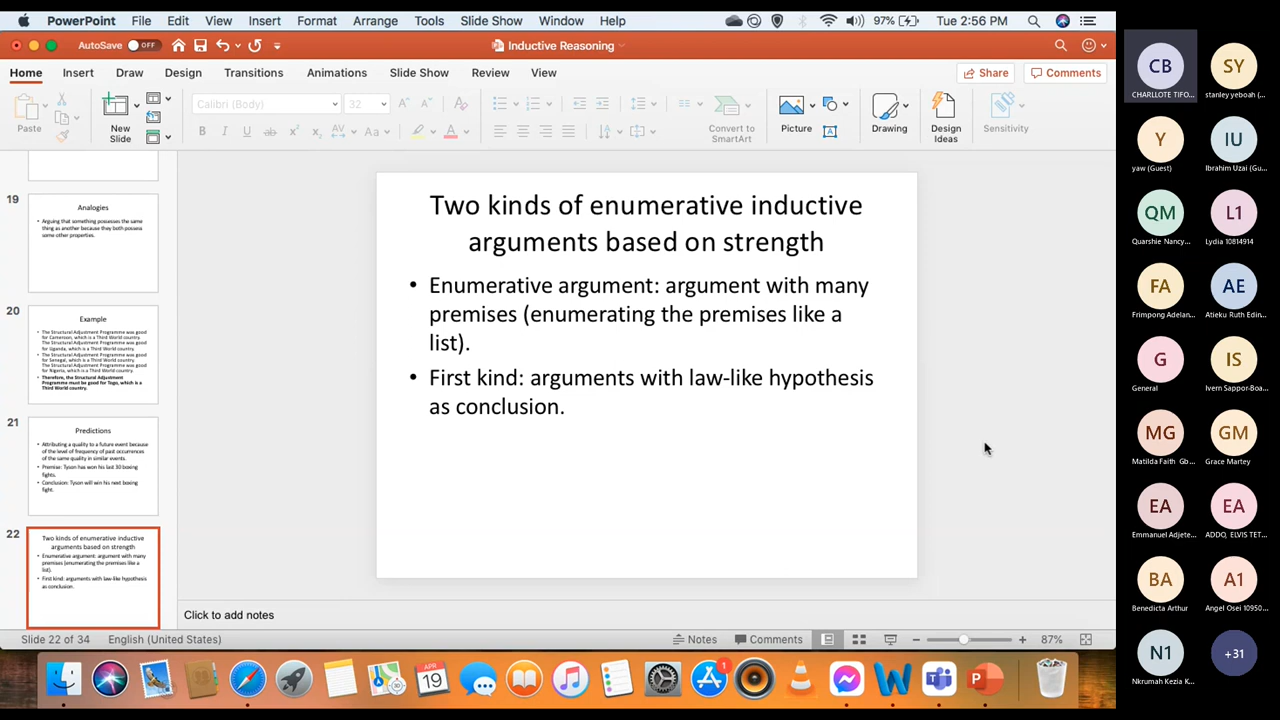 PowerPoint File Edit View Insert Format Arrange Tools Slide Show Window Help 97% Tue 2:56 PM
AutoSave OFF Inductive Reasoning
Home Insert Draw Design Transitions Animations Slide Show Review View Share Comments
Calibri (Body) 32
Paste New Slide Convert to SmartArt Picture Drawing Design Ideas Sensitivity
19
Analogies
• Arguing that something possesses the same
thing as another because they both possess
some other properties.
20
Example
• The Structural Adjustment Programme was good
for Cameroon, which is a Third World country.
The Structural Adjustment Programme was good
for Uganda, which is a Third World country.
• The Structural Adjustment Programme was good
for Senegal, which is a Third World country.
The Structural Adjustment Programme was good
for Nigeria, which is a Third World country.
• Therefore, the Structural Adjustment
Programme must be good for Togo, which is a
Third World country.
21
Predictions
• Attributing a quality to a future event because
of the level of frequency of past occurrences
of the same quality in similar events.
• Premise: Tyson has won his last 30 boxing
fights.
• Conclusion: Tyson will win his next boxing
fight.
22
Two kinds of enumerative inductive
arguments based on strength
• Enumerative argument: argument with many
premises (enumerating the premises like a
list).
• First kind: arguments with law-like hypothesis
as conclusion.
Two kinds of enumerative inductive
arguments based on strength
• Enumerative argument: argument with many
premises (enumerating the premises like a
list).
• First kind: arguments with law-like hypothesis
as conclusion.
Click to add notes
Slide 22 of 34 English (United States) Notes Comments 87%
APR
19
1
CB
CHARLLOTE TIFO...
SY
stanley yeboah (...
Y
yaw (Guest)
IU
Ibrahim Uzai (Gu...
QM
Quarshie Nancy...
L1
Lydia 10814914
FA
Frimpong Adelan...
AE
Atieku Ruth Edin...
G
General
IS
Ivern Sappor-Boa...
MG
Matilda Faith Gb...
GM
Grace Martey
EA
Emmanuel Adjete...
EA
ADDO, ELVIS TET...
BA
Benedicta Arthur
A1
Angel Osei 10950...
N1
Nkrumah Kezia K...
+31